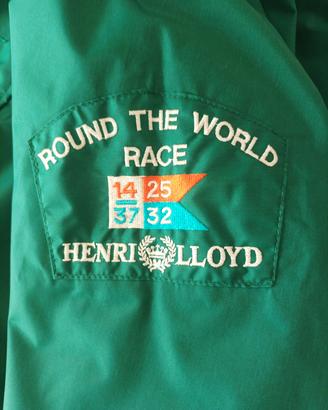 ROUND THE WORLD
RACE
14 25
37 32
HENRI LLOYD